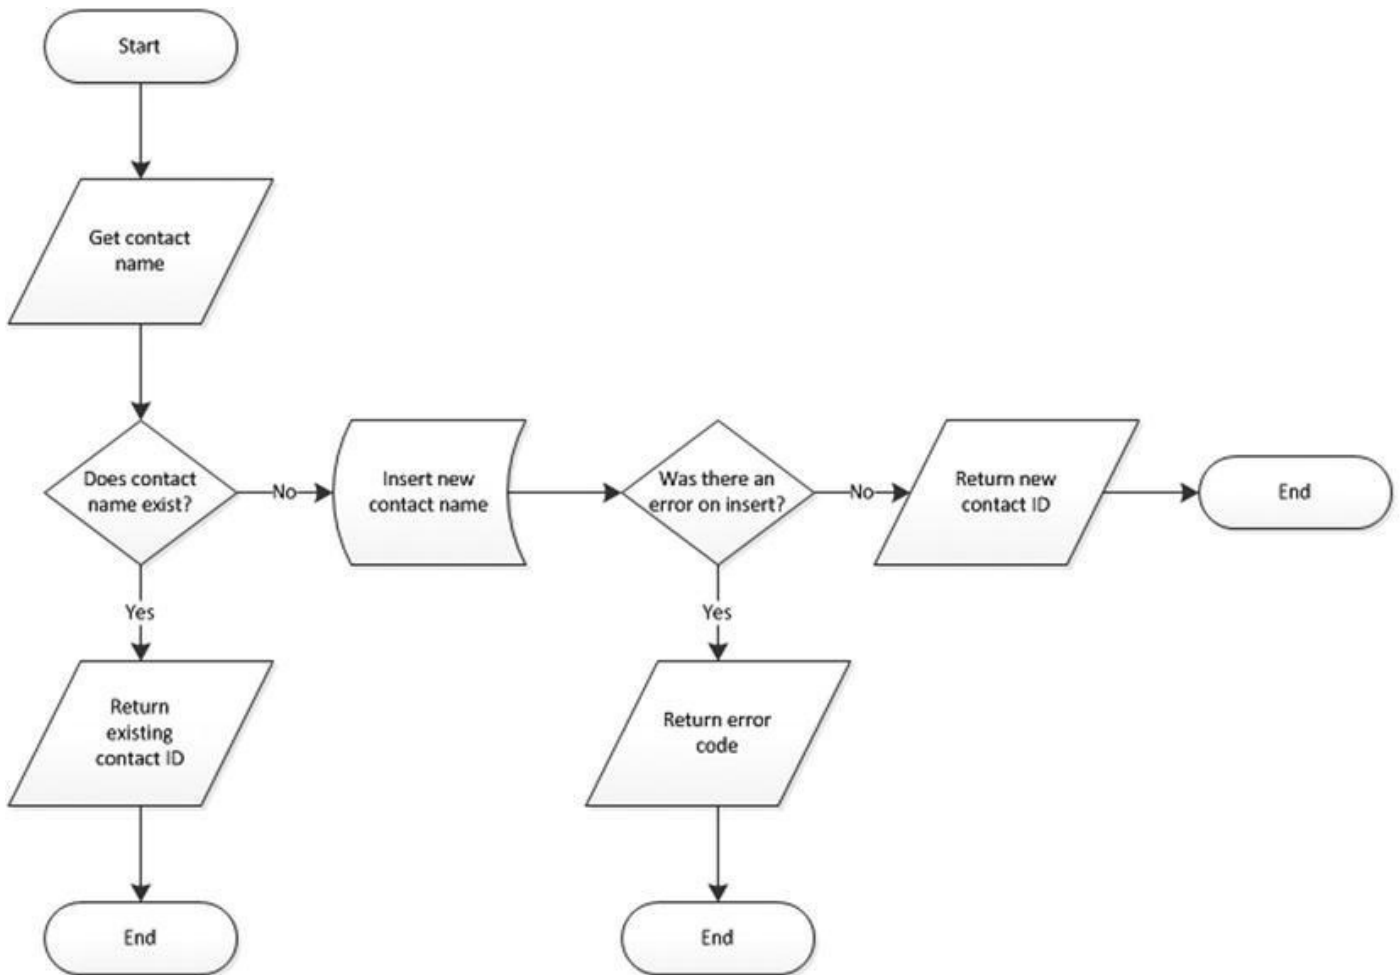 Start
Get contact
name
Does contact
name exist?
No
Insert new
contact name
Was there an
error on insert?
No
Return new
contact ID
End
Yes
Yes
Return
existing
contact ID
Return error
code
End
End